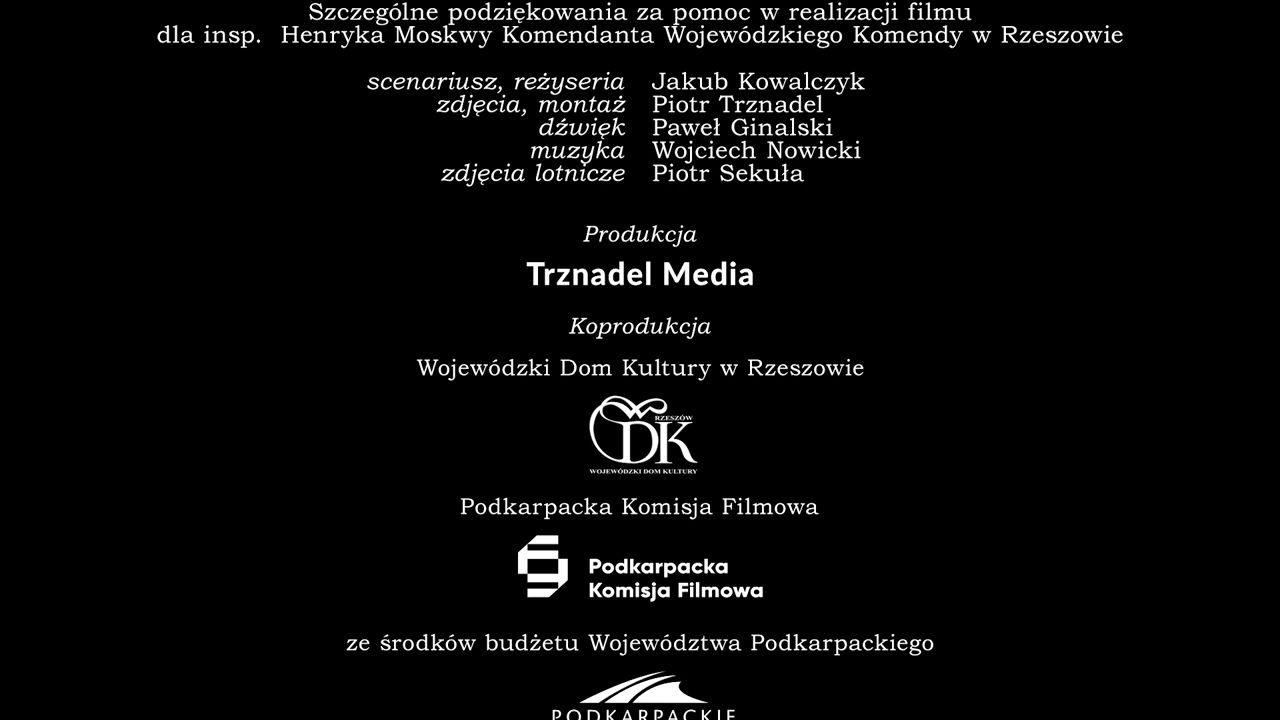 Szczególne podziękowania za pomoc w realizacji filmu
dla insp. Henryka Moskwy Komendanta Wojewódzkiego Komendy w Rzeszowie
scenariusz, reżyseria Jakub Kowalczyk
zdjęcia, montaż Piotr Trznadel
dźwięk Paweł Ginalski
muzyka Wojciech Nowicki
zdjęcia lotnicze Piotr Sekuła
Produkcja
Trznadel Media
Koprodukcja
Wojewódzki Dom Kultury w Rzeszowie
RZESZÓW
WDK
WOJEWÓDZKI DOM KULTURY
Podkarpacka Komisja Filmowa
Podkarpacka
Komisja Filmowa
ze środków budżetu Województwa Podkarpackiego
PODKARPACKIE